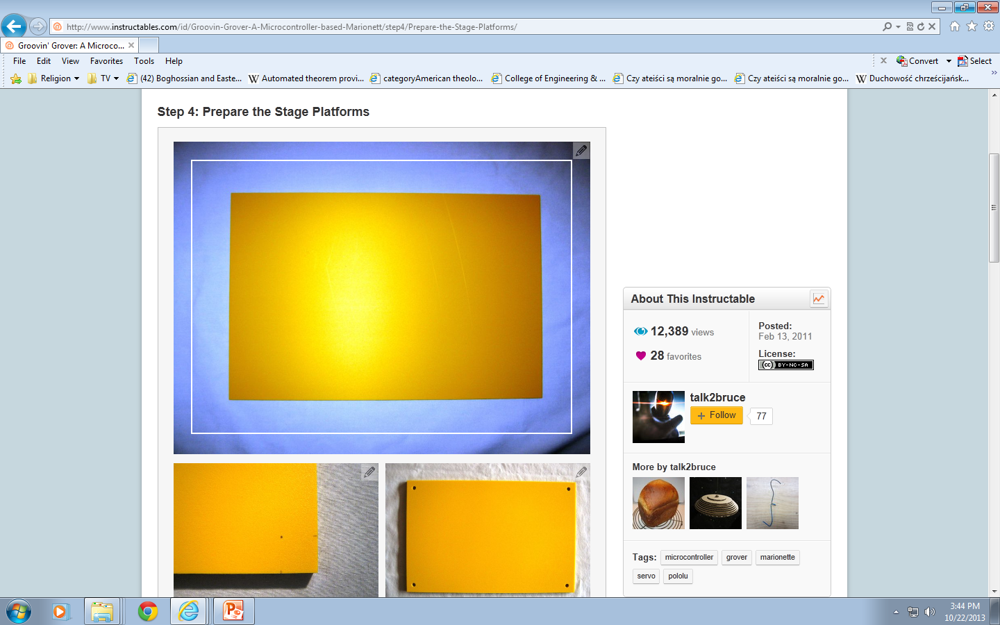 http://www.instructables.com/id/Groovin-Grover-A-Microcontroller-based-Marionett/step4/Prepare-the-Stage-Platforms/
Groovin' Grover: A Microco...
File Edit View Favorites Tools Help
Convert Select
Religion TV (42) Boghossian and Easte... Automated theorem provi... categoryAmerican theolo... College of Engineering & ... Czy ateiści są moralnie go... Czy ateiści są moralnie go... Duchowość chrześcijańsk...
Step 4: Prepare the Stage Platforms
About This Instructable
12,389 views
28 favorites
Posted:
Feb 13, 2011
License:
(cc) BY-NC-SA
talk2bruce
+ Follow 77
More by talk2bruce
Tags: microcontroller grover marionette
servo pololu
3:44 PM
10/22/2013